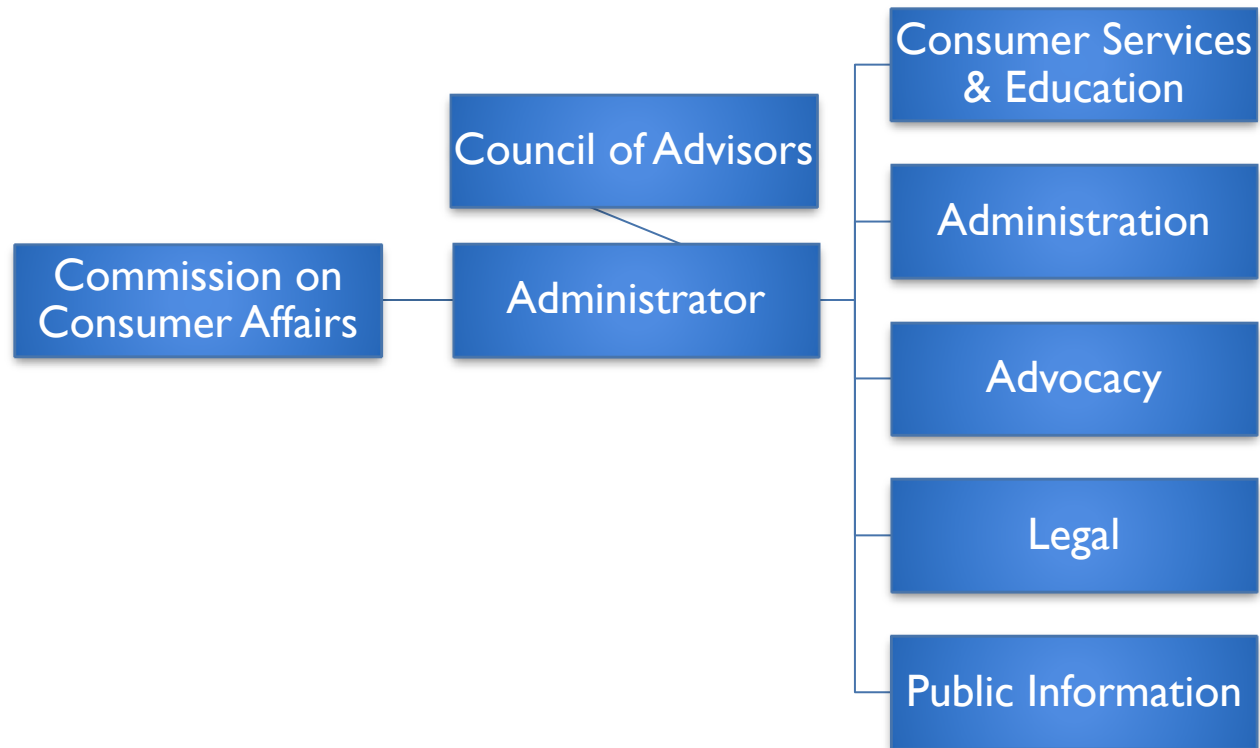 Commission on
Consumer Affairs
Council of Advisors
Administrator
Consumer Services
& Education
Administration
Advocacy
Legal
Public Information